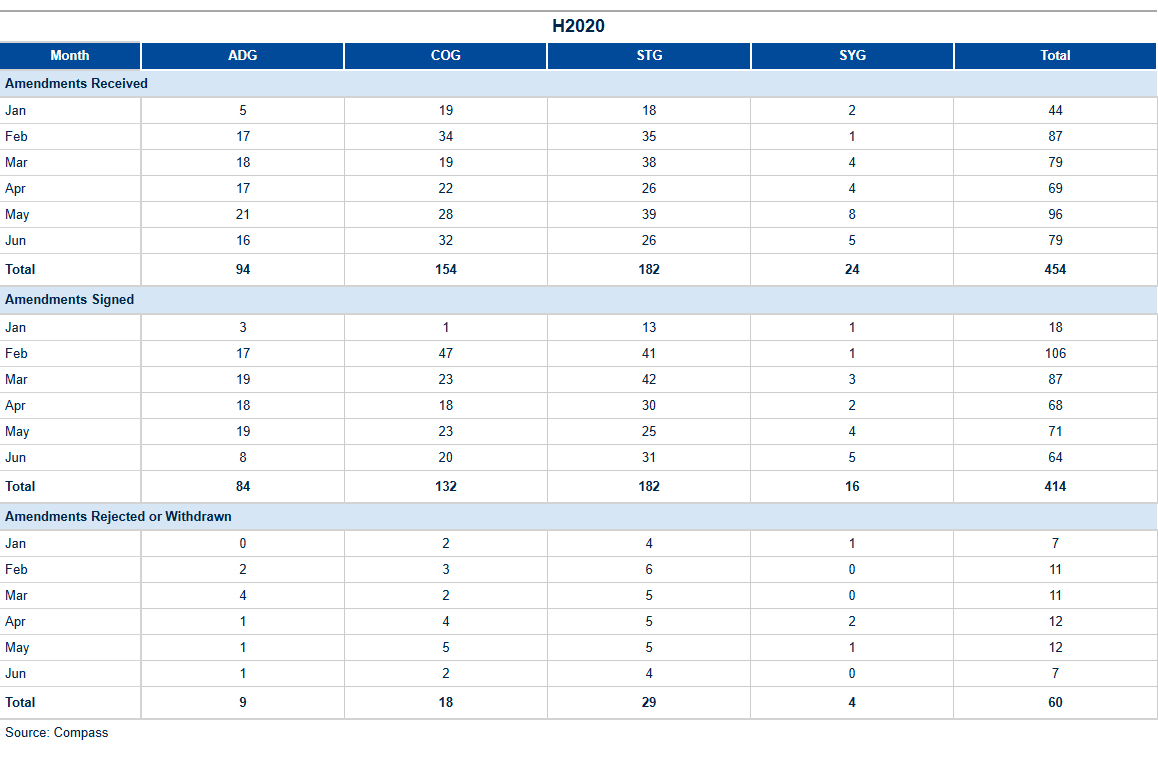 H2020
Month ADG COG STG SYG Total
Amendments Received
Jan 5 19 18 2 44
Feb 17 34 35 1 87
Mar 18 19 38 4 79
Apr 17 22 26 4 69
May 21 28 39 8 96
Jun 16 32 26 5 79
Total 94 154 182 24 454
Amendments Signed
Jan 3 1 13 1 18
Feb 17 47 41 1 106
Mar 19 23 42 3 87
Apr 18 18 30 2 68
May 19 23 25 4 71
Jun 8 20 31 5 64
Total 84 132 182 16 414
Amendments Rejected or Withdrawn
Jan 0 2 4 1 7
Feb 2 3 6 0 11
Mar 4 2 5 0 11
Apr 1 4 5 2 12
May 1 5 5 1 12
Jun 1 2 4 0 7
Total 9 18 29 4 60
Source: Compass